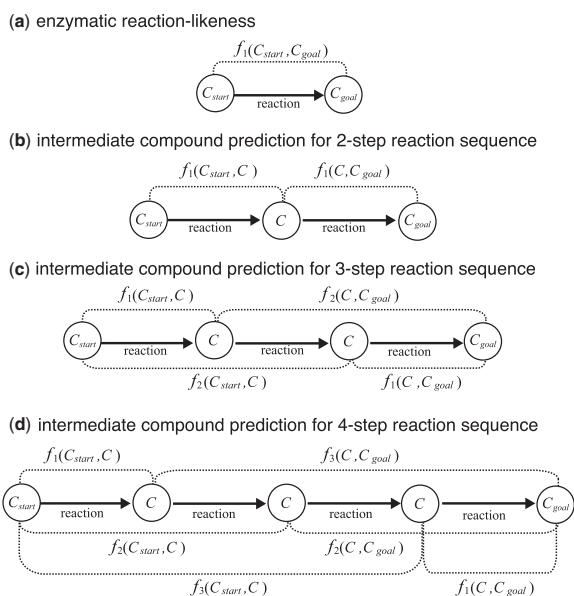 (a) enzymatic reaction-likeness
f1(Cstart,Cgoal)
Cstart reaction Cgoal
(b) intermediate compound prediction for 2-step reaction sequence
f1(Cstart,C) f1(C,Cgoal)
Cstart reaction C reaction Cgoal
(c) intermediate compound prediction for 3-step reaction sequence
f1(Cstart,C) f2(C,Cgoal)
Cstart reaction C reaction C reaction Cgoal
f2(Cstart,C) f1(C,Cgoal)
(d) intermediate compound prediction for 4-step reaction sequence
f1(Cstart,C) f3(C,Cgoal)
Cstart reaction C reaction C reaction C reaction Cgoal
f2(Cstart,C) f2(C,Cgoal)
f3(Cstart,C) f1(C,Cgoal)